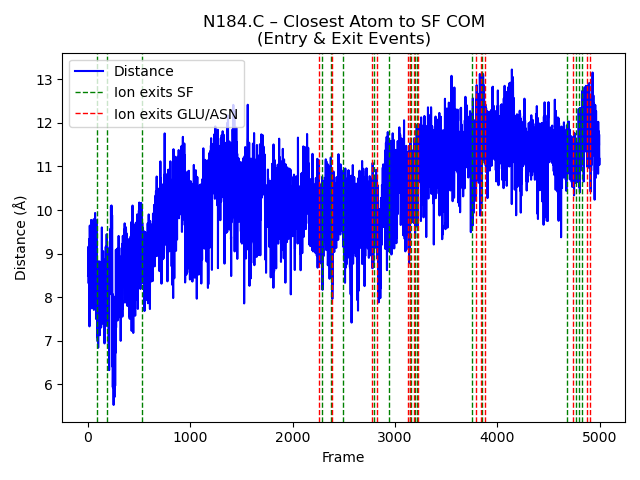 N184.C – Closest Atom to SF COM
(Entry & Exit Events)
Distance
Ion exits SF
Ion exits GLU/ASN
Distance (Å)
13
12
11
10
9
8
7
6
0
1000
2000
3000
4000
5000
Frame